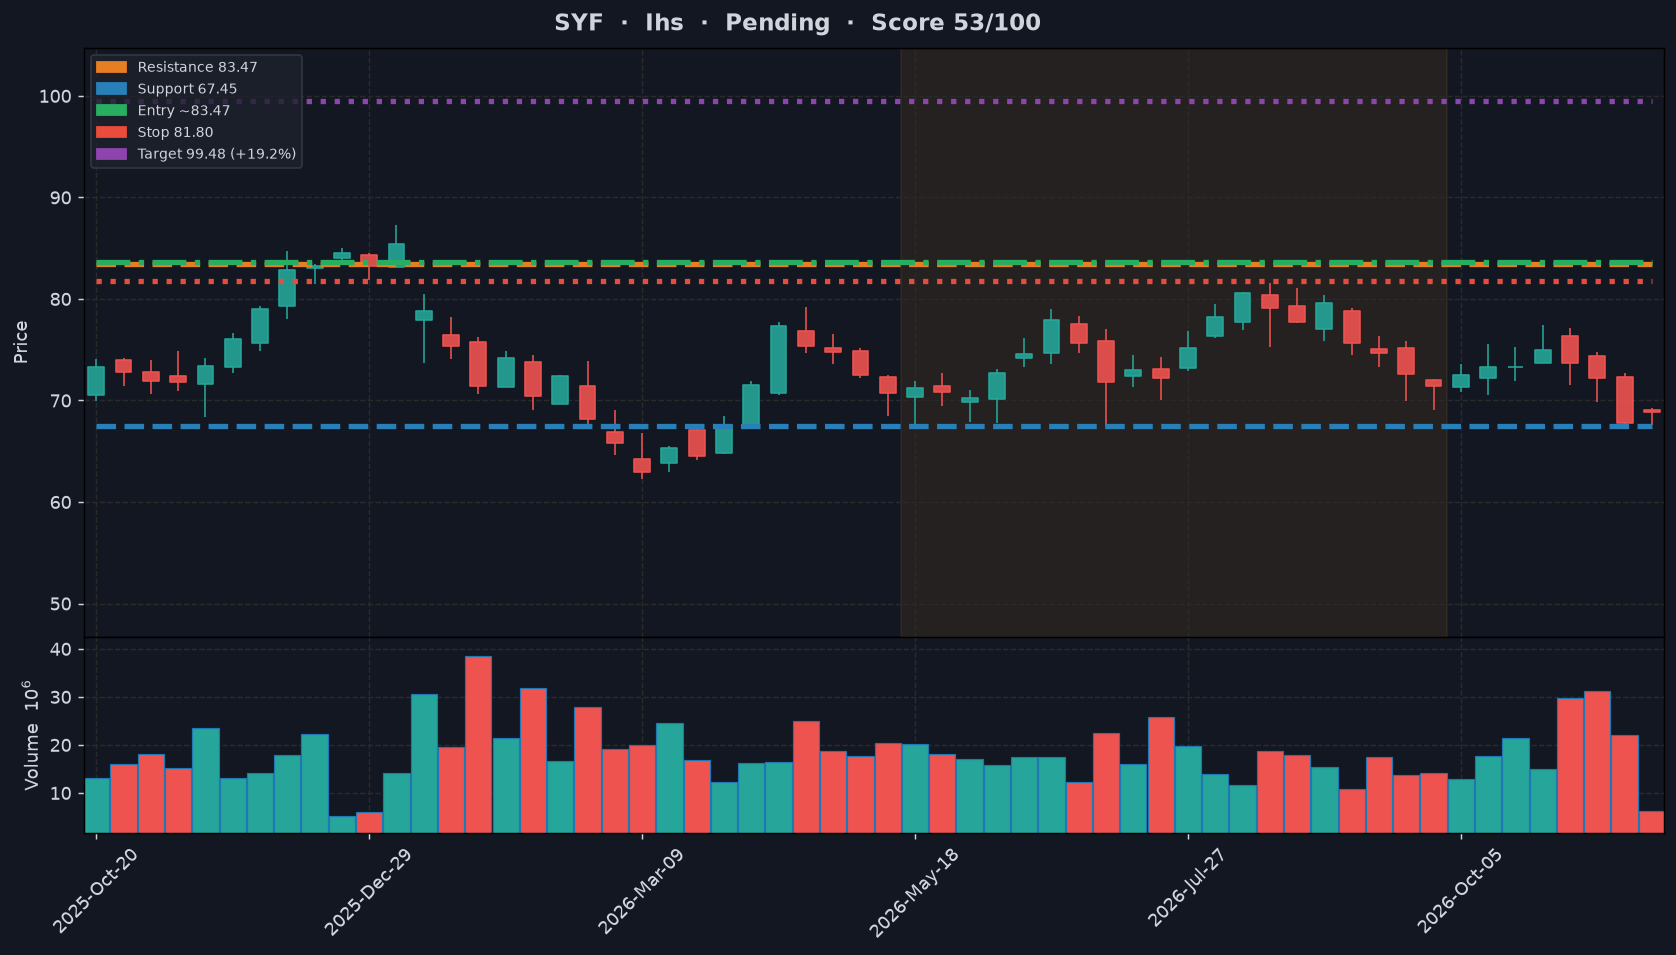 SYF · Ihs · Pending · Score 53/100
Resistance 83.47
Support 67.45
Entry ~83.47
Stop 81.80
Target 99.48 (+19.2%)
Price
100
90
80
70
60
50
Volume 10⁶
40
30
20
10
2025-Oct-20
2025-Dec-29
2026-Mar-09
2026-May-18
2026-Jul-27
2026-Oct-05